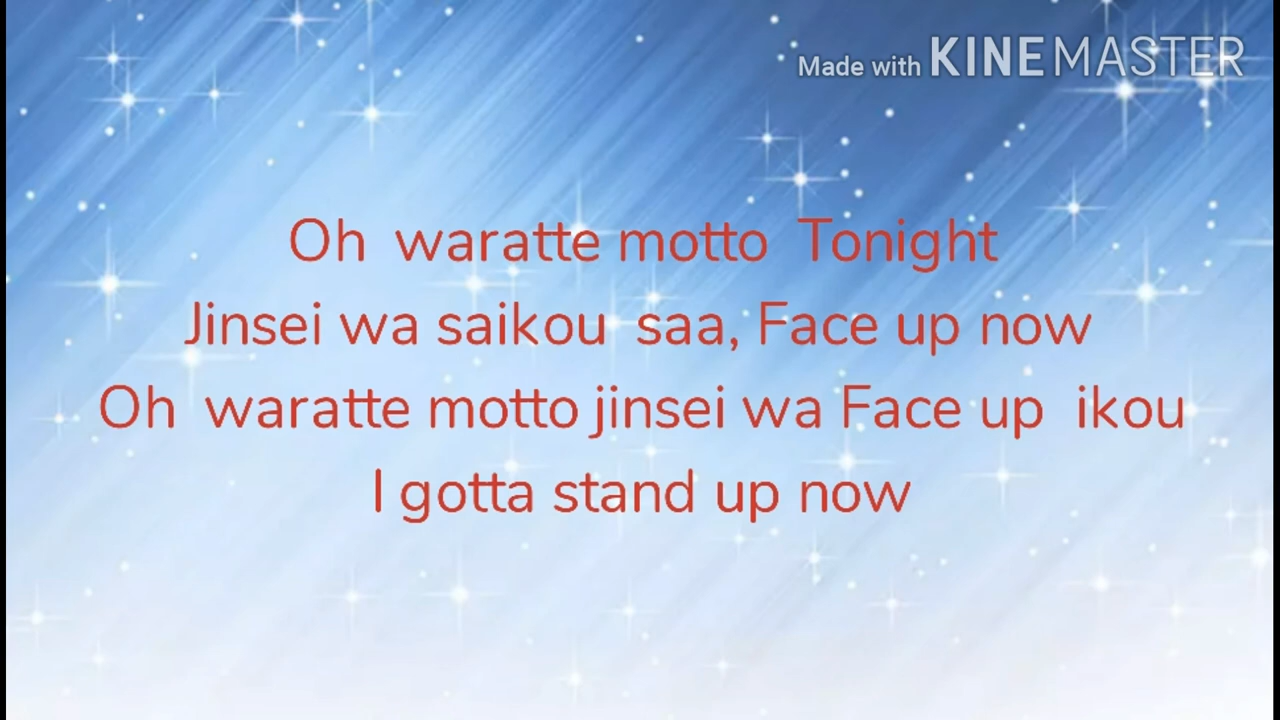 Made with KINEMASTER
Oh waratte motto Tonight
Jinsei wa saikou saa, Face up now
Oh waratte motto jinsei wa Face up ikou
I gotta stand up now